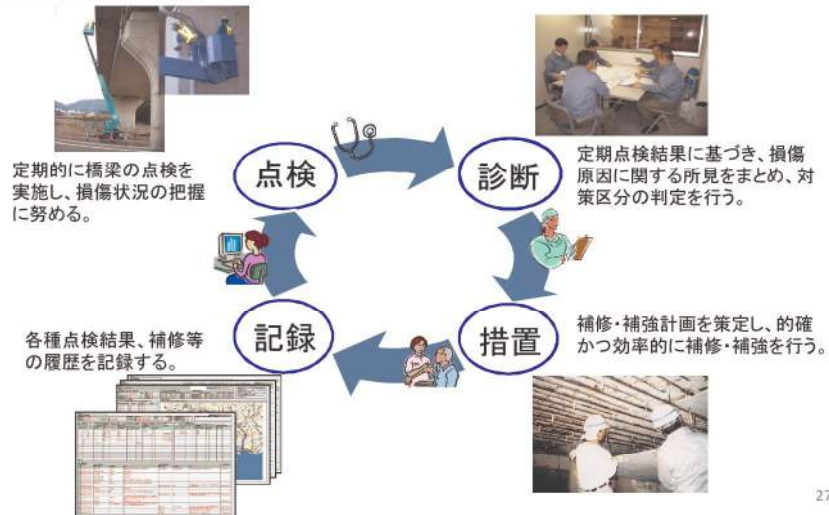 点検
定期的に橋梁の点検を
実施し、損傷状況の把握
に努める。
診断
定期点検結果に基づき、損傷
原因に関する所見をまとめ、対
策区分の判定を行う。
措置
補修・補強計画を策定し、的確
かつ効率的に補修・補強を行う。
記録
各種点検結果、補修等
の履歴を記録する。
27